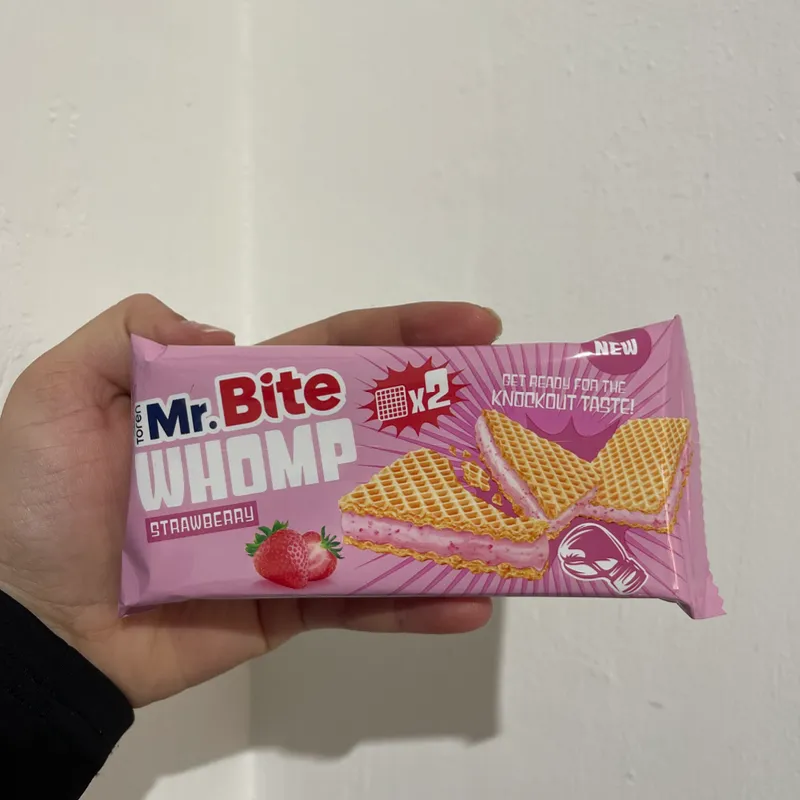 TOREN
Mr. Bite
WHOMP
STRAWBERRY
x2
NEW
GET READY FOR THE
KNOCKOUT TASTE!